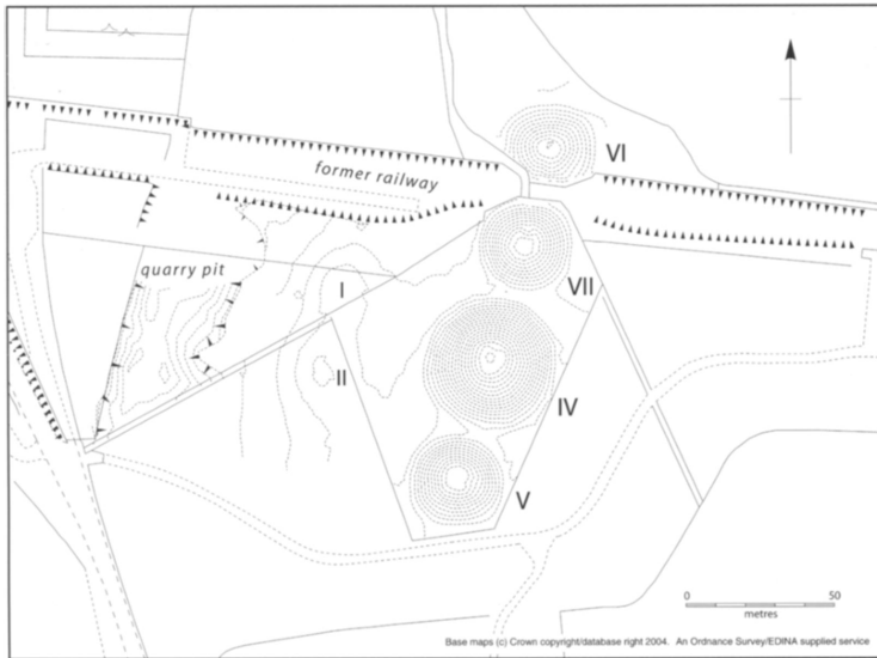 VI
former railway
quarry pit
I
VII
II
IV
V
0 50
metres
Base maps (c) Crown copyright/database right 2004. An Ordnance Survey/EDINA supplied service